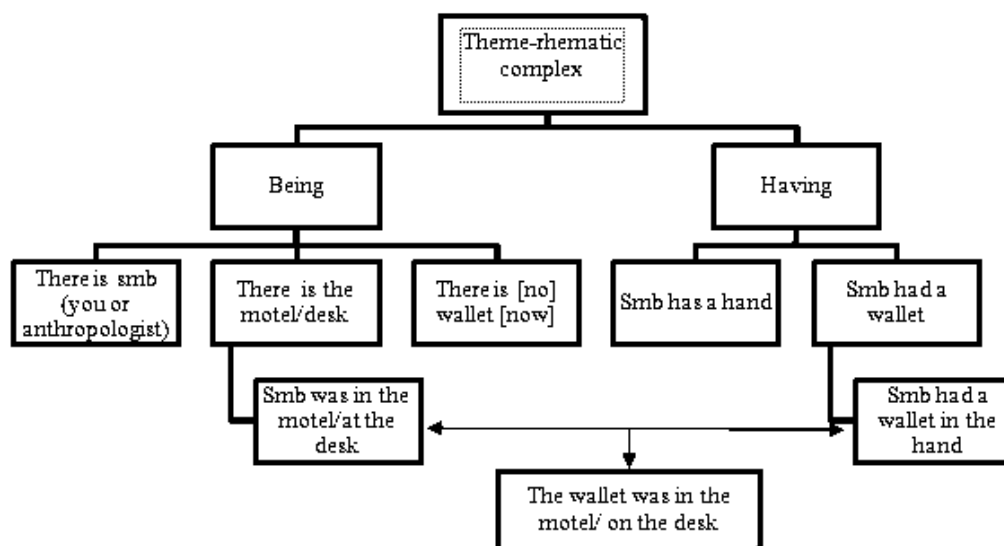 Theme-rhematic
complex
Being
Having
There is smb
(you or
anthropologist)
There is the
motel/desk
There is [no]
wallet [now]
Smb has a hand
Smb had a
wallet
Smb was in the
motel/at the
desk
Smb had a
wallet in the
hand
The wallet was in the
motel/ on the desk